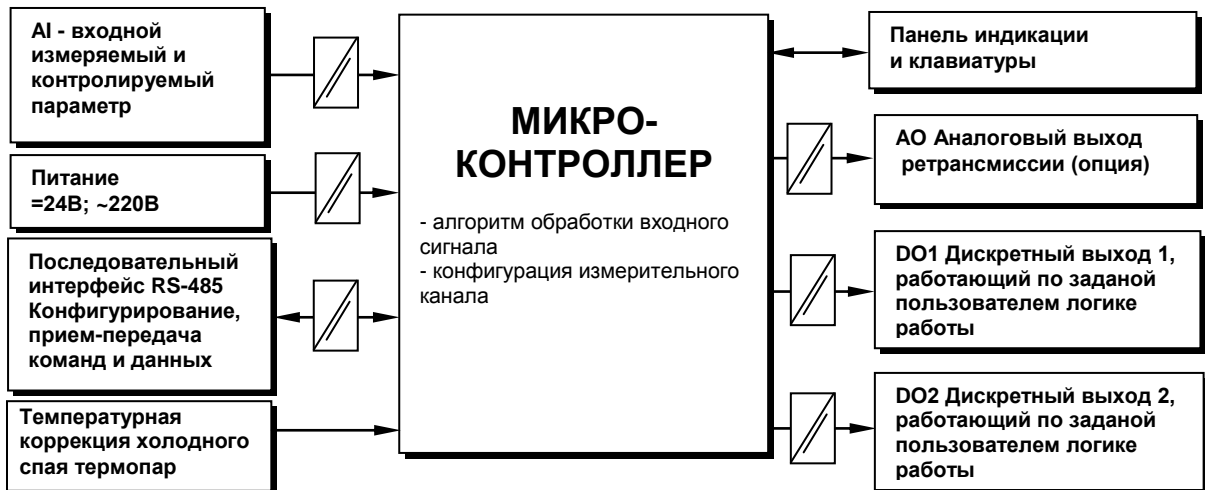 AI - входной
измеряемый и
контролируемый
параметр
Питание
=24В; ~220В
Последовательный
интерфейс RS-485
Конфигурирование,
прием-передача
команд и данных
Температурная
коррекция холодного
спая термопар
МИКРО-
КОНТРОЛЛЕР
- алгоритм обработки входного
сигнала
- конфигурация измерительного
канала
Панель индикации
и клавиатуры
АО Аналоговый выход
ретрансмиссии (опция)
DO1 Дискретный выход 1,
работающий по заданой
пользователем логике
работы
DO2 Дискретный выход 2,
работающий по заданой
пользователем логике
работы